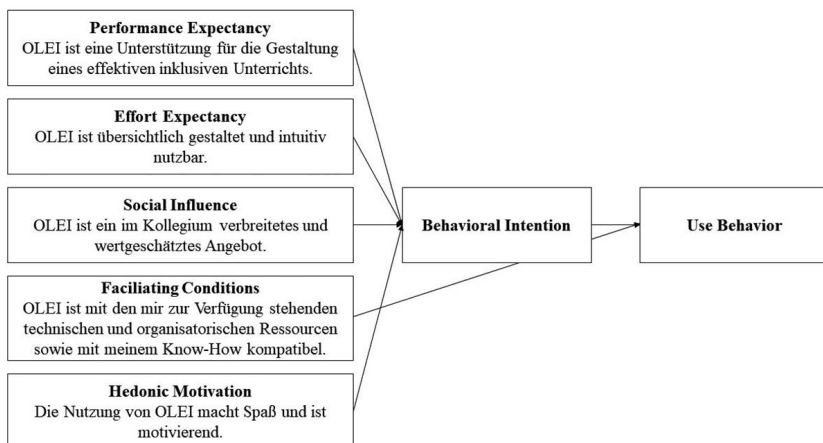 Performance Expectancy
OLEI ist eine Unterstützung für die Gestaltung
eines effektiven inklusiven Unterrichts.
Effort Expectancy
OLEI ist übersichtlich gestaltet und intuitiv
nutzbar.
Social Influence
OLEI ist ein im Kollegium verbreitetes und
wertgeschätztes Angebot.
Facilitating Conditions
OLEI ist mit den mir zur Verfügung stehenden
technischen und organisatorischen Ressourcen
sowie mit meinem Know-How kompatibel.
Hedonic Motivation
Die Nutzung von OLEI macht Spaß und ist
motivierend.
Behavioral Intention
Use Behavior